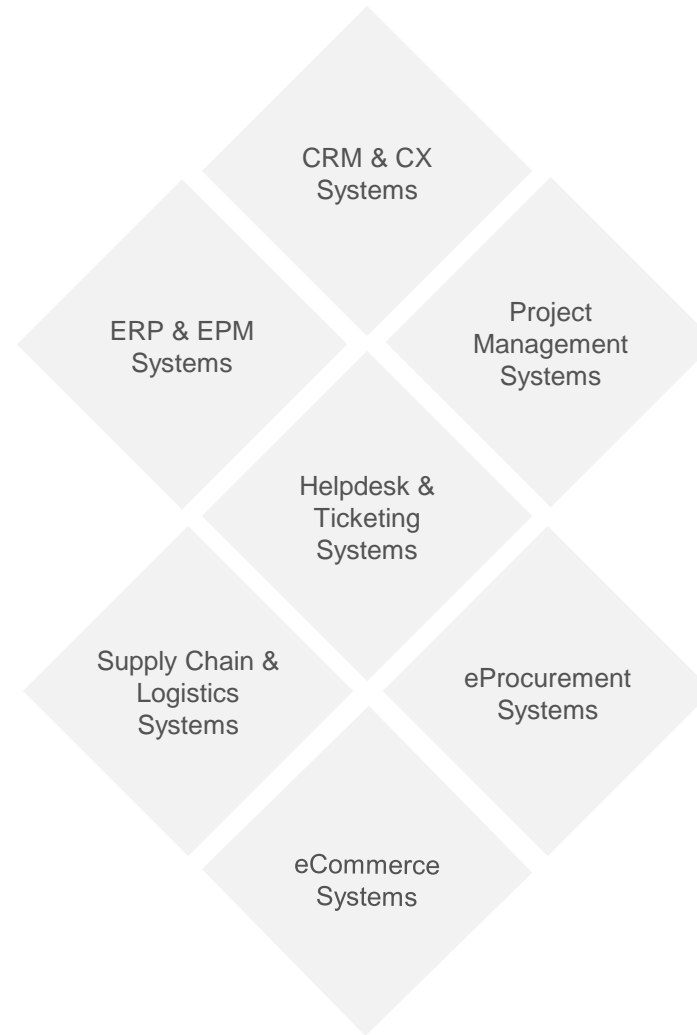 CRM & CX
Systems
ERP & EPM
Systems
Project
Management
Systems
Helpdesk &
Ticketing
Systems
Supply Chain &
Logistics
Systems
eProcurement
Systems
eCommerce
Systems